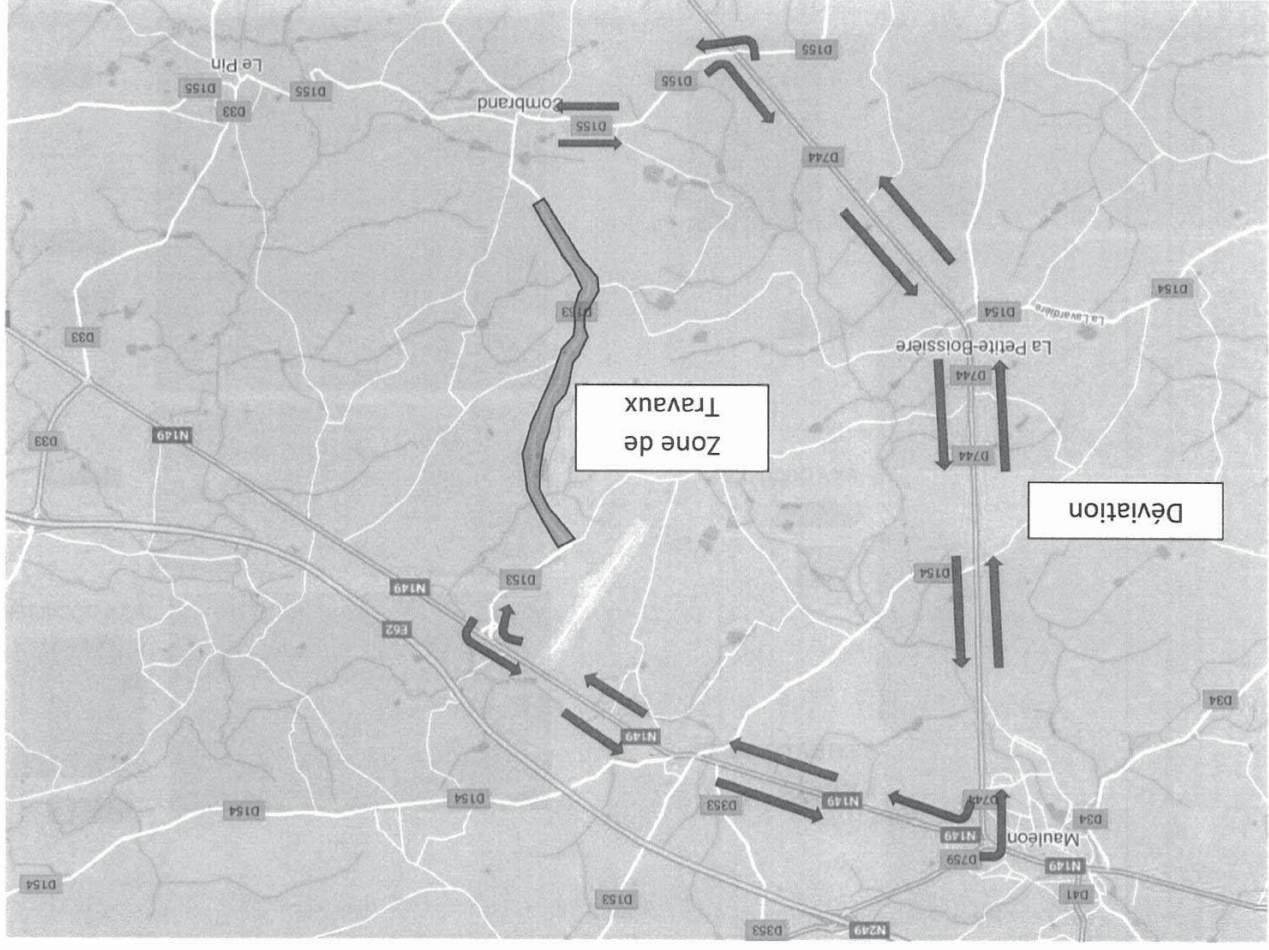 N249
D353
D41
D153
D154
N149
D759
Mauléon
N149
D34
D353
D154
D154
N149
D744
N149
D34
E62
N149
D153
D154
Déviation
D744
Zone de
Travaux
D33
N149
D744
La Petite-Boissière
D33
D154
La Lavardière
D153
D154
D744
D155
Combrand
D33
D155
D155
D155
Le Pin
D155